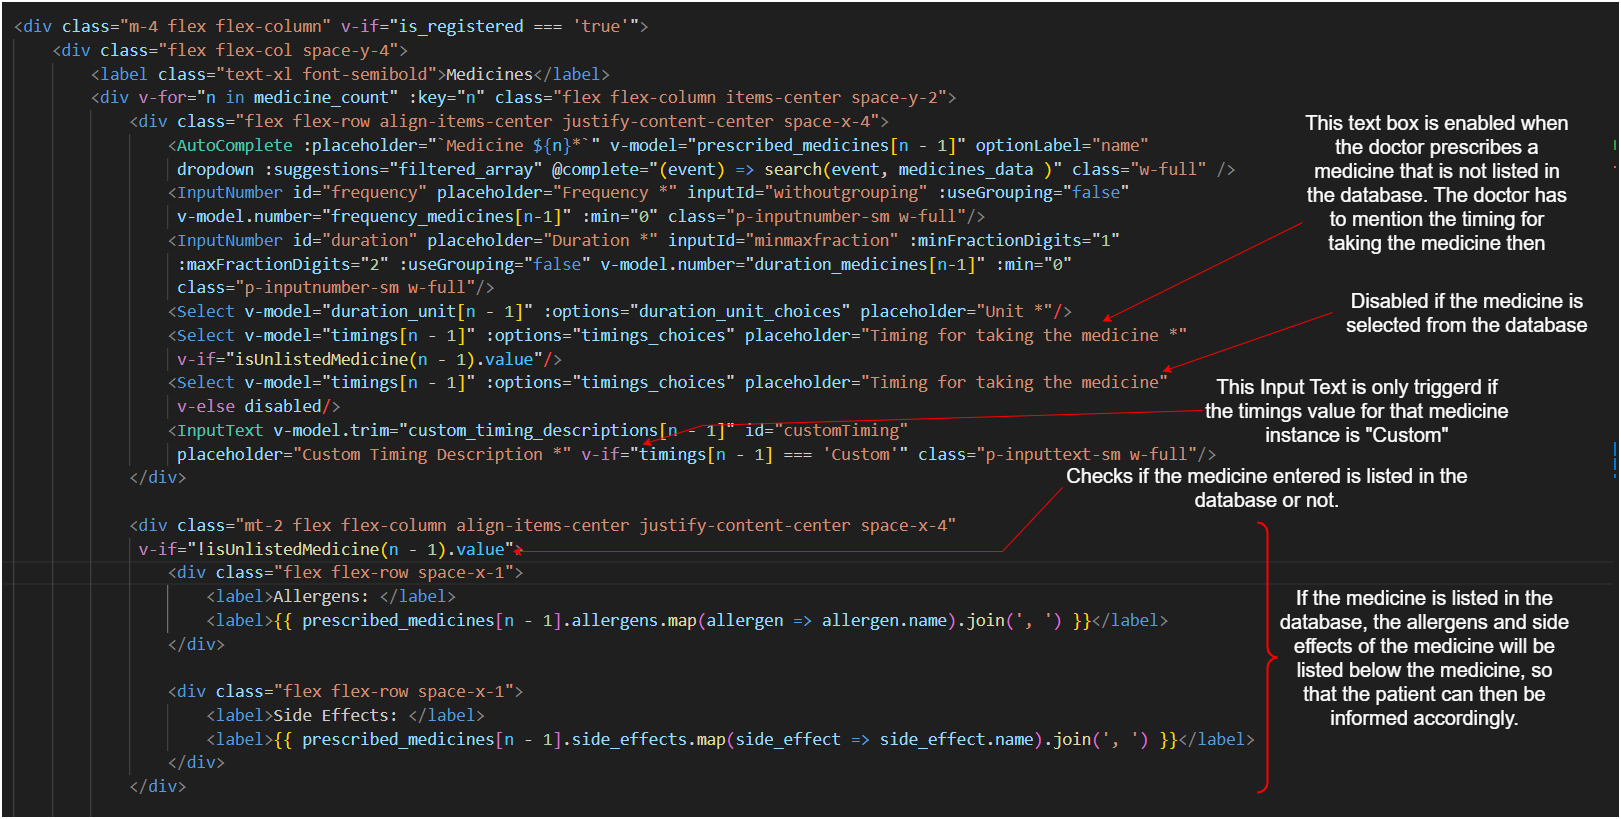 <div class="m-4 flex flex-column" v-if="is_registered === 'true'">
<div class="flex flex-col space-y-4">
<label class="text-xl font-semibold">Medicines</label>
<div v-for="n in medicine_count" :key="n" class="flex flex-column items-center space-y-2">
<div class="flex flex-row align-items-center justify-content-center space-x-4">
<AutoComplete :placeholder="`Medicine ${n}*`" v-model="prescribed_medicines[n - 1]" optionLabel="name"
dropdown :suggestions="filtered_array" @complete="(event) => search(event, medicines_data )" class="w-full" />
<InputNumber id="frequency" placeholder="Frequency *" inputId="withoutgrouping" :useGrouping="false"
v-model.number="frequency_medicines[n-1]" :min="0" class="p-inputnumber-sm w-full"/>
<InputNumber id="duration" placeholder="Duration *" inputId="minmaxfraction" :minFractionDigits="1"
:maxFractionDigits="2" :useGrouping="false" v-model.number="duration_medicines[n-1]" :min="0"
class="p-inputnumber-sm w-full"/>
<Select v-model="duration_unit[n - 1]" :options="duration_unit_choices" placeholder="Unit *"/>
<Select v-model="timings[n - 1]" :options="timings_choices" placeholder="Timing for taking the medicine *"
v-if="isUnlistedMedicine(n - 1).value"/>
<Select v-model="timings[n - 1]" :options="timings_choices" placeholder="Timing for taking the medicine"
v-else disabled/>
<InputText v-model.trim="custom_timing_descriptions[n - 1]" id="customTiming"
placeholder="Custom Timing Description *" v-if="timings[n - 1] === 'Custom'" class="p-inputtext-sm w-full"/>
</div>
<div class="mt-2 flex flex-column align-items-center justify-content-center space-x-4"
v-if="!isUnlistedMedicine(n - 1).value">
<div class="flex flex-row space-x-1">
<label>Allergens: </label>
<label>{{ prescribed_medicines[n - 1].allergens.map(allergen => allergen.name).join(', ') }}</label>
</div>
<div class="flex flex-row space-x-1">
<label>Side Effects: </label>
<label>{{ prescribed_medicines[n - 1].side_effects.map(side_effect => side_effect.name).join(', ') }}</label>
</div>
</div>
This text box is enabled when
the doctor prescribes a
medicine that is not listed in
the database. The doctor has
to mention the timing for
taking the medicine then
Disabled if the medicine is
selected from the database
This Input Text is only triggerd if
the timings value for that medicine
instance is "Custom"
Checks if the medicine entered is listed in the
database or not.
If the medicine is listed in the
database, the allergens and side
effects of the medicine will be
listed below the medicine, so
that the patient can then be
informed accordingly.